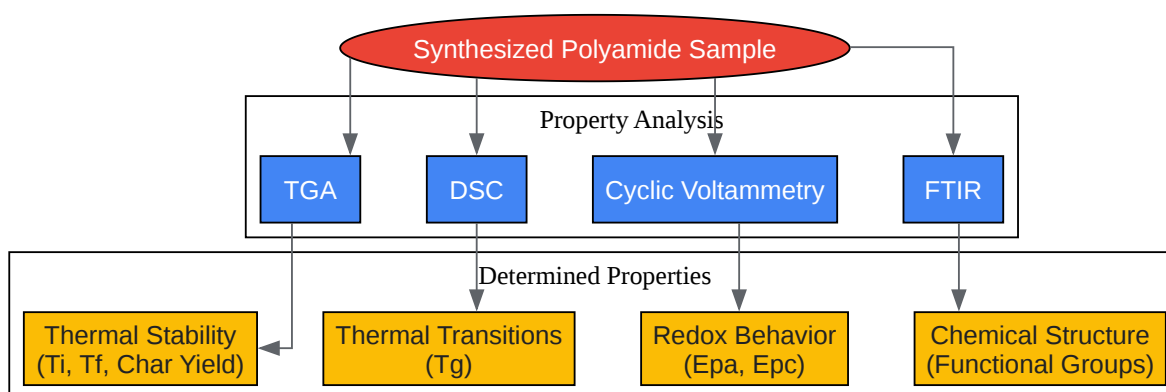 Synthesized Polyamide Sample
Property Analysis
TGA
DSC
Cyclic Voltammetry
FTIR
Determined Properties
Thermal Stability
(Ti, Tf, Char Yield)
Thermal Transitions
(Tg)
Redox Behavior
(Epa, Epc)
Chemical Structure
(Functional Groups)